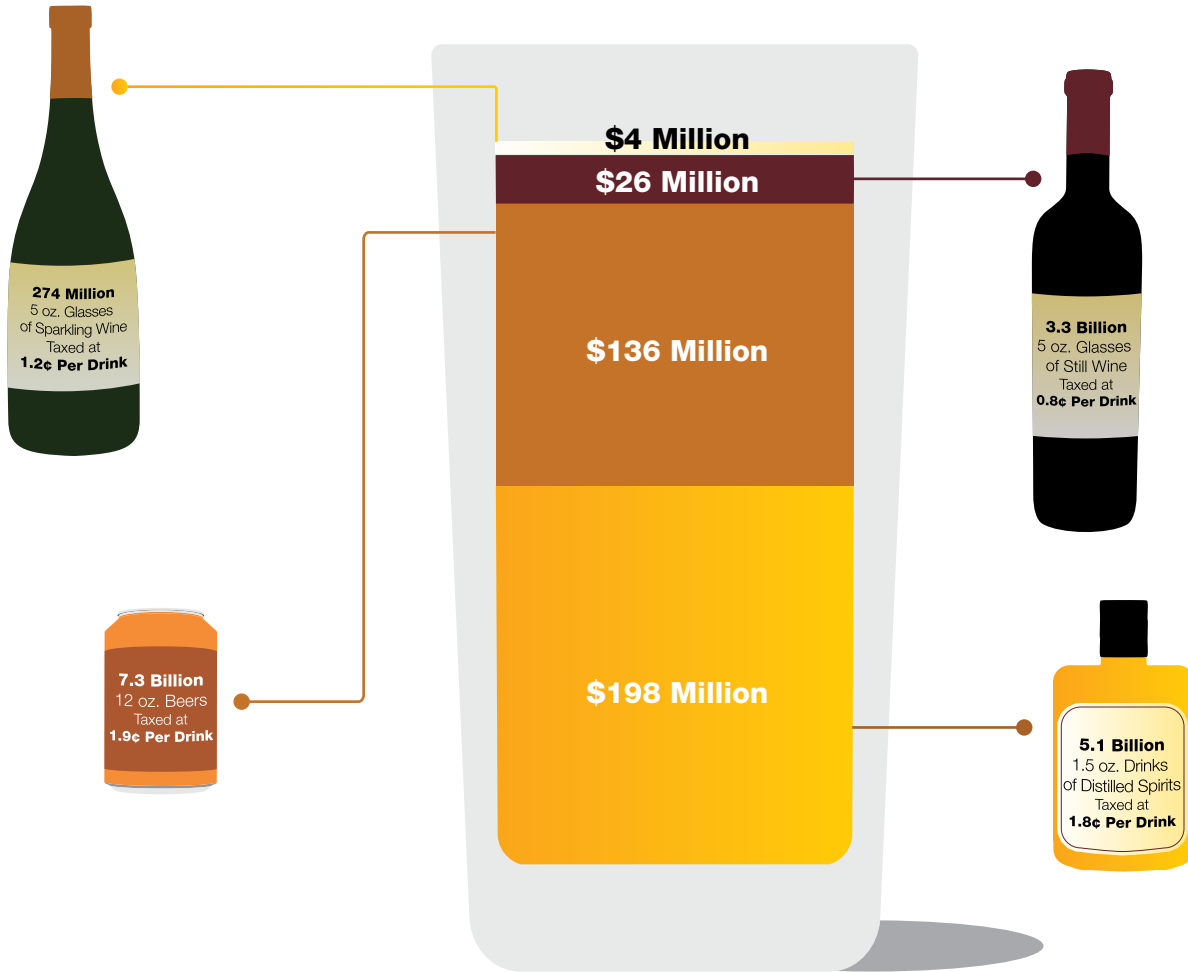 $4 Million
$26 Million
$136 Million
$198 Million
274 Million
5 oz. Glasses
of Sparkling Wine
Taxed at
1.2¢ Per Drink
3.3 Billion
5 oz. Glasses
of Still Wine
Taxed at
0.8¢ Per Drink
7.3 Billion
12 oz. Beers
Taxed at
1.9¢ Per Drink
5.1 Billion
1.5 oz. Drinks
of Distilled Spirits
Taxed at
1.8¢ Per Drink